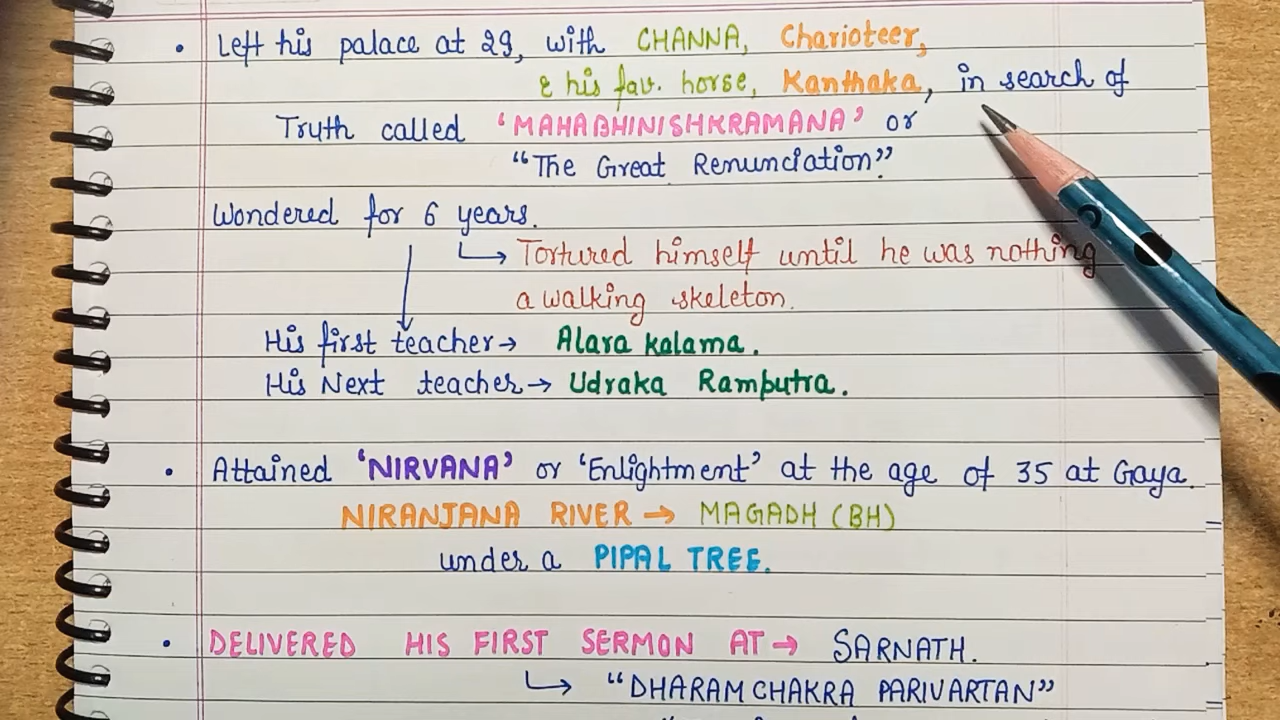 • Left his palace at 29, with CHANNA, Charioteer,
& his fav. horse, Kanthaka, in search of
Truth called 'MAHABHINISHKRAMANA' or
"The Great Renunciation"
Wondered for 6 years.
↳ Tortured himself until he was nothing
a walking skeleton.
His first teacher → Alara kalama.
His Next teacher → Udraka Ramputra.
• Attained 'NIRVANA' or 'Enlightment' at the age of 35 at Gaya.
NIRANJANA RIVER → MAGADH (BH)
under a PIPAL TREE.
• DELIVERED HIS FIRST SERMON AT → SARNATH.
↳ "DHARAM CHAKRA PARIVARTAN"